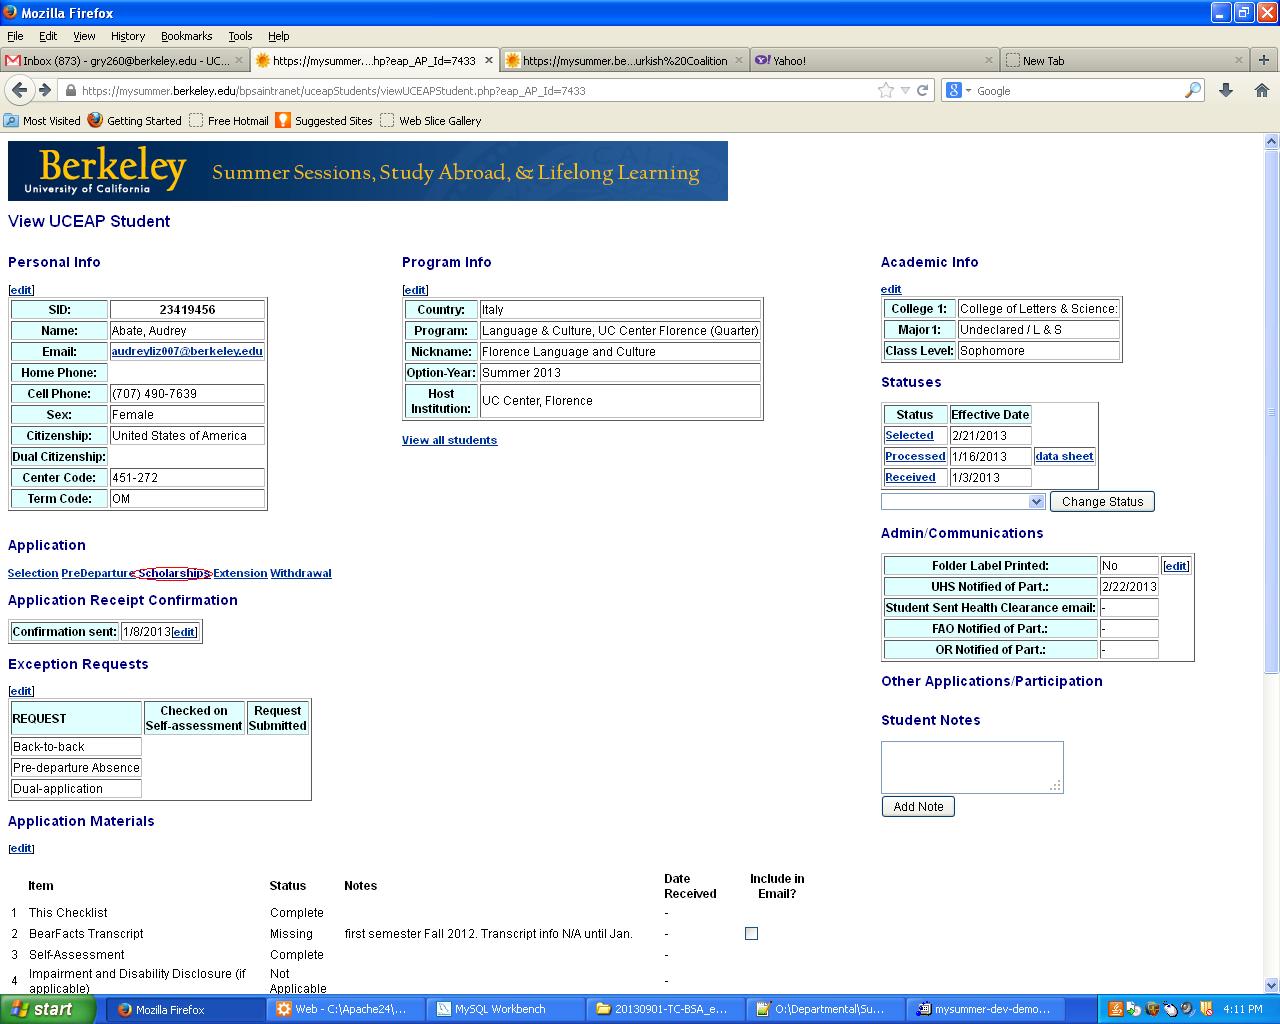 Mozilla Firefox
File Edit View History Bookmarks Tools Help
Inbox (873) - gry260@berkeley.edu - UC...
https://mysummer....hp?eap_AP_Id=7433
https://mysummer.be...urkish%20Coalition
Yahoo!
New Tab
https://mysummer.berkeley.edu/bpsaintranet/uceapStudents/viewUCEAPStudent.php?eap_AP_Id=7433
Google
Most Visited Getting Started Free Hotmail Suggested Sites Web Slice Gallery
Berkeley
University of California
Summer Sessions, Study Abroad, & Lifelong Learning
View UCEAP Student
Personal Info
[edit]
SID: 23419456
Name: Abate, Audrey
Email: audreyliz007@berkeley.edu
Home Phone:
Cell Phone: (707) 490-7639
Sex: Female
Citizenship: United States of America
Dual Citizenship:
Center Code: 451-272
Term Code: OM
Program Info
[edit]
Country: Italy
Program: Language & Culture, UC Center Florence (Quarter)
Nickname: Florence Language and Culture
Option-Year: Summer 2013
Host Institution: UC Center, Florence
View all students
Academic Info
edit
College 1: College of Letters & Science:
Major1: Undeclared / L & S
Class Level: Sophomore
Statuses
Status Effective Date
Selected 2/21/2013
Processed 1/16/2013 data sheet
Received 1/3/2013
Change Status
Admin/Communications
Folder Label Printed: No [edit]
UHS Notified of Part.: 2/22/2013
Student Sent Health Clearance email: -
FAO Notified of Part.: -
OR Notified of Part.: -
Other Applications/Participation
Student Notes
Add Note
Application
Selection PreDeparture Scholarships Extension Withdrawal
Application Receipt Confirmation
Confirmation sent: 1/8/2013[edit]
Exception Requests
[edit]
REQUEST Checked on Self-assessment Request Submitted
Back-to-back
Pre-departure Absence
Dual-application
Application Materials
[edit]
Item Status Notes Date Received Include in Email?
1 This Checklist Complete -
2 BearFacts Transcript Missing first semester Fall 2012. Transcript info N/A until Jan. -
3 Self-Assessment Complete -
4 Impairment and Disability Disclosure (if applicable) Not Applicable -
start
Mozilla Firefox
Web - C:\Apache24\...
MySQL Workbench
20130901-TC-BSA_e...
O:\Departmental\Su...
mysummer-dev-demo...
4:11 PM